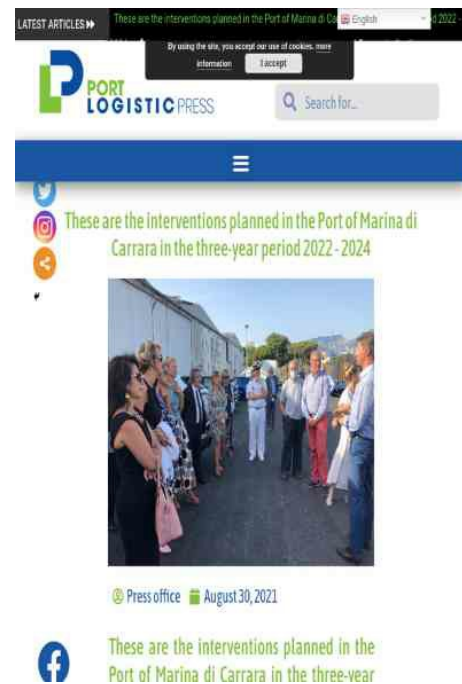 LATEST ARTICLES
These are the interventions planned in the Port of Marina di Ca
English
d 2022 -
By using the site, you accept our use of cookies. more
information
I accept
PORT
LOGISTIC PRESS
Search for...
These are the interventions planned in the Port of Marina di
Carrara in the three-year period 2022 - 2024
Press office August 30, 2021
These are the interventions planned in the
Port of Marina di Carrara in the three-year